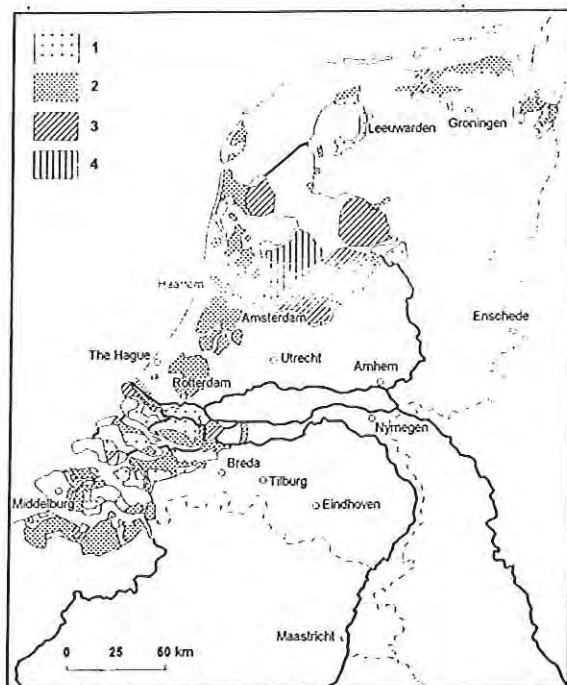 1
2
3
4
Leeuwarden
Groningen
Haarlem
Amsterdam
Enschede
The Hague
Utrecht
Arnhem
Rotterdam
Nymegen
Breda
Tilburg
Middelburg
Eindhoven
Maastricht
0 25 50 km